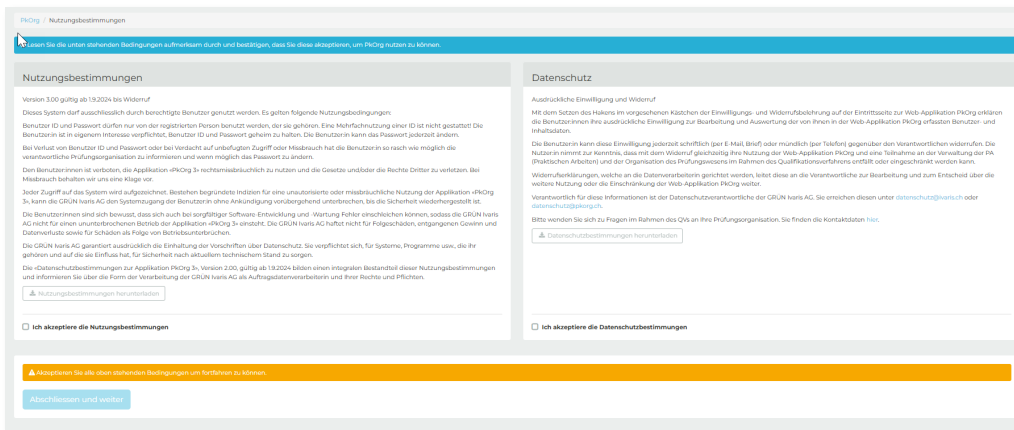 PkOrg / Nutzungsbestimmungen
Lesen Sie die unten stehenden Bedingungen aufmerksam durch und bestätigen, dass Sie diese akzeptieren, um PkOrg nutzen zu können.
Nutzungsbestimmungen
Version 3,00 gültig ab 1.9.2024 bis Widerruf
Dieses System darf ausschliesslich durch berechtigte Benutzer genutzt werden. Es gelten folgende Nutzungsbedingungen:
Benutzer ID und Passwort dürfen nur von der registrierten Person benutzt werden, der sie gehören. Eine Mehrfachnutzung einer ID ist nicht gestattet! Die
Benutzer:in ist in eigenem Interesse verpflichtet, Benutzer ID und Passwort geheim zu halten. Die Benutzer:in kann das Passwort jederzeit ändern.
Bei Verlust von Benutzer ID und Passwort oder bei Verdacht auf unbefugten Zugriff oder Missbrauch hat die Benutzer:in so rasch wie möglich die
verantwortliche Prüfungsorganisation zu informieren und wenn möglich das Passwort zu ändern.
Den Benutzer:innen ist verboten, die Applikation «PkOrg 3» rechtsmissbräuchlich zu nutzen und die Gesetze und/oder die Rechte Dritter zu verletzen. Bei
Missbrauch behalten wir uns eine Klage vor.
Jeder Zugriff auf das System wird aufgezeichnet. Bestehen begründete Indizien für eine unautorisierte oder missbräuchliche Nutzung der Applikation «PkOrg
3», kann die GRÜN Ivaris AG den Systemzugang der Benutzer:in ohne Ankündigung vorübergehend unterbrechen, bis die Sicherheit wiederhergestellt ist.
Die Benutzer:innen sind sich bewusst, dass sich auch bei sorgfältiger Software-Entwicklung und -Wartung Fehler einschleichen können, sodass die GRÜN Ivaris
AG nicht für einen ununterbrochenen Betrieb der Applikation «PkOrg 3» einsteht. Die GRÜN Ivaris AG haftet nicht für Folgeschäden, entgangenen Gewinn und
Datenverluste sowie für Schäden als Folge von Betriebsunterbrüchen.
Die GRÜN Ivaris AG garantiert ausdrücklich die Einhaltung der Vorschriften über Datenschutz. Sie verpflichtet sich, für Systeme, Programme usw., die ihr
gehören und auf die sie Einfluss hat, für Sicherheit nach aktuellem technischem Stand zu sorgen.
Die «Datenschutzbestimmungen zur Applikation PkOrg 3», Version 2.00, gültig ab 1.9.2024 bilden einen integralen Bestandteil dieser Nutzungsbestimmungen
und informieren Sie über die Form der Verarbeitung der GRÜN Ivaris AG als Auftragsdatenverarbeiterin und ihrer Rechte und Pflichten.
Nutzungsbestimmungen herunterladen
Ich akzeptiere die Nutzungsbestimmungen
Datenschutz
Ausdrückliche Einwilligung und Widerruf
Mit dem Setzen des Hakens im vorgesehenen Kästchen der Einwilligungs- und Widerrufsbelehrung auf der Eintrittsseite zur Web-Applikation PkOrg erklären
die Benutzer:innen ihre ausdrückliche Einwilligung zur Bearbeitung und Auswertung der von ihnen in der Web-Applikation PkOrg erfassten Benutzer- und
Inhaltsdaten.
Die Benutzer:in kann diese Einwilligung jederzeit schriftlich (per E-Mail, Brief) oder mündlich (per Telefon) gegenüber den Verantwortlichen widerrufen. Die
Nutzer:in nimmt zur Kenntnis, dass mit dem Widerruf gleichzeitig ihre Nutzung der Web-Applikation PkOrg und eine Teilnahme an der Verwaltung der PA
(Praktischen Arbeiten) und der Organisation des Prüfungswesens im Rahmen des Qualifikationsverfahrens entfällt oder eingeschränkt werden kann.
Widerrufserklärungen, welche an die Datenverarbeiterin gerichtet werden, leitet diese an die Verantwortliche zur Bearbeitung und zum Entscheid über die
weitere Nutzung oder die Einschränkung der Web-Applikation PkOrg weiter.
Verantwortlich für diese Informationen ist der Datenschutzverantwortliche der GRÜN Ivaris AG. Sie erreichen diesen unter datenschutz@ivaris.ch oder
datenschutz@pkorg.ch.
Bitte wenden Sie sich zu Fragen im Rahmen des QVs an Ihre Prüfungsorganisation. Sie finden die Kontaktdaten hier.
Datenschutzbestimmungen herunterladen
Ich akzeptiere die Datenschutzbestimmungen
Akzeptieren Sie alle oben stehenden Bedingungen um fortfahren zu können.
Abschliessen und weiter